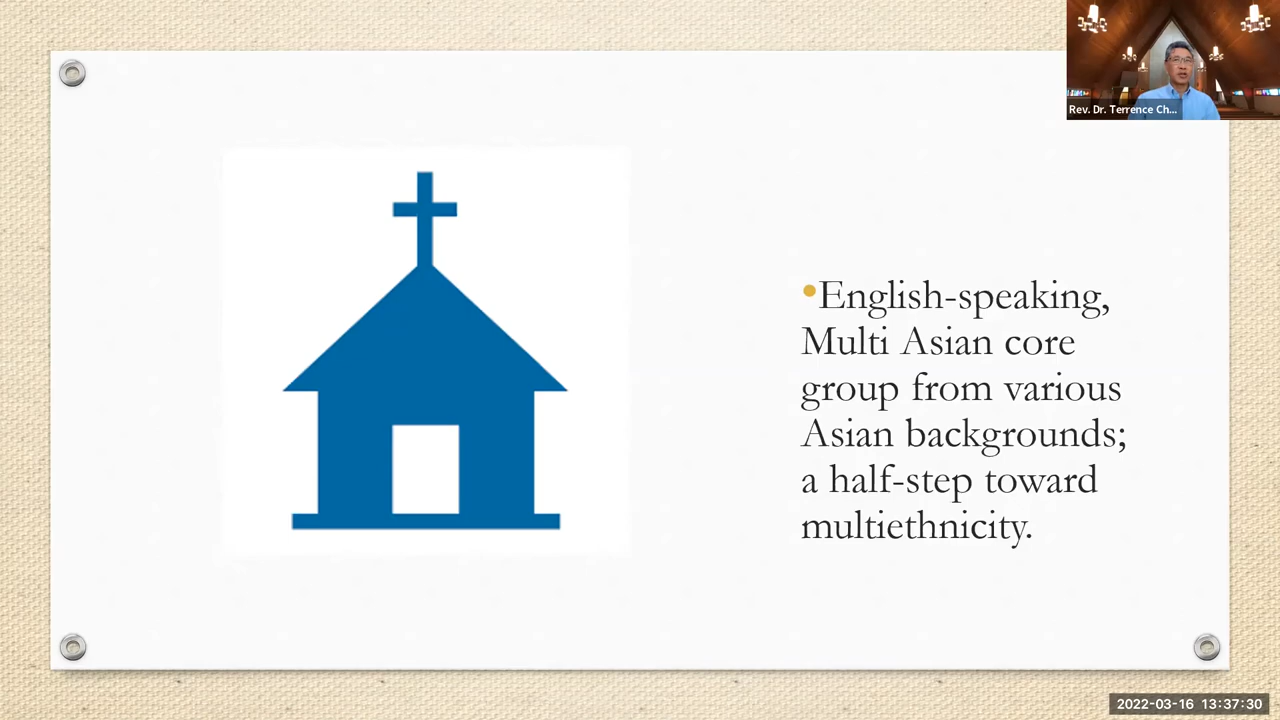 Rev. Dr. Terrence Ch...
•English-speaking,
Multi Asian core
group from various
Asian backgrounds;
a half-step toward
multiethnicity.
2022-03-16 13:37:30